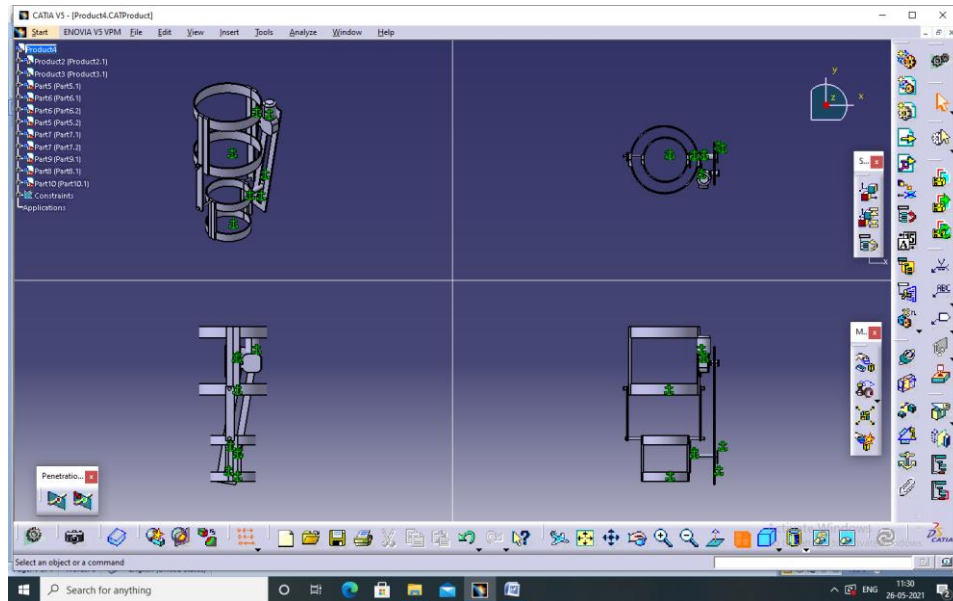 CATIA V5 - [Product4.CATProduct]
Start ENOVIA V5 VPM File Edit View Insert Tools Analyze Window Help
Product4
Product2 (Product2.1)
Product3 (Product3.1)
Part5 (Part5.1)
Part6 (Part6.1)
Part6 (Part6.2)
Part5 (Part5.2)
Part7 (Part7.1)
Part7 (Part7.2)
Part9 (Part9.1)
Part8 (Part8.1)
Part10 (Part10.1)
Constraints
Applications
y
z
x
S...
x
M..
ABC
Penetratio...
CATIA
Select an object or a command
Search for anything
ENG
11:30
26-05-2021